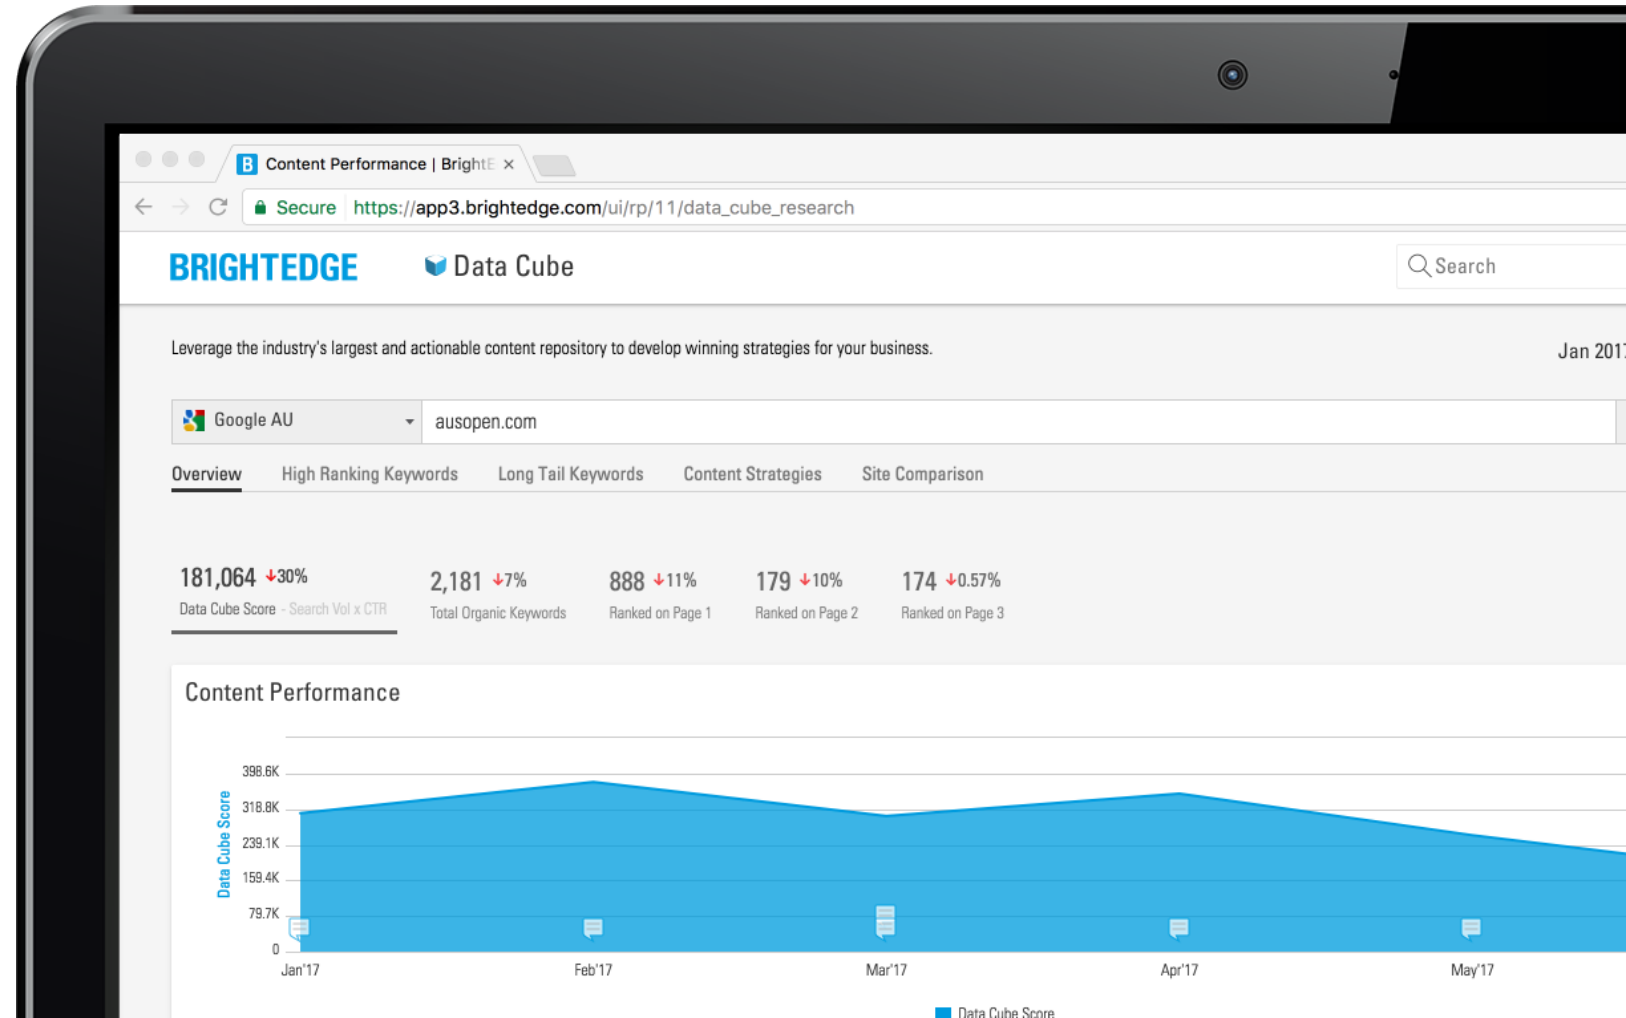 B Content Performance | BrightE ×
Secure https://app3.brightedge.com/ui/rp/11/data_cube_research
BRIGHTEDGE Data Cube Search
Leverage the industry's largest and actionable content repository to develop winning strategies for your business.
Jan 2017
Google AU ausopen.com
Overview High Ranking Keywords Long Tail Keywords Content Strategies Site Comparison
181,064 ↓30% 2,181 ↓7% 888 ↓11% 179 ↓10% 174 ↓0.57%
Data Cube Score - Search Vol x CTR Total Organic Keywords Ranked on Page 1 Ranked on Page 2 Ranked on Page 3
Content Performance
Data Cube Score
398.6K
318.8K
239.1K
159.4K
79.7K
0
Jan'17 Feb'17 Mar'17 Apr'17 May'17
Data Cube Score